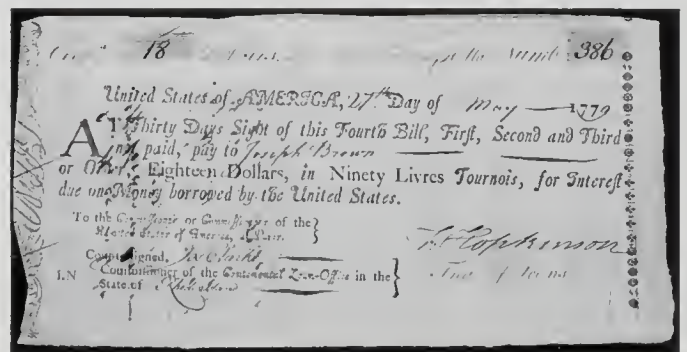 18 386
United States of AMERICA, 27th Day of May 1779
AT Thirty Days Sight of this Fourth Bill, First, Second and Third
not paid, pay to Joseph Brown
or Order, Eighteen Dollars, in Ninety Livres Tournois, for Interest
due on Money borrowed by the United States.
To the Commissioner or Commissioners of the
United States of America, at Paris.
F Hopkinson
Countersigned,
I.N Commissioner of the Continental Loan-Office in the
State of
Treas. of Loans